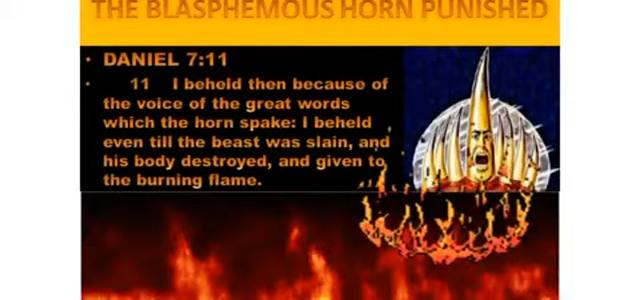 THE BLASPHEMOUS HORN PUNISHED
• DANIEL 7:11
• 11 I beheld then because of
the voice of the great words
which the horn spake: I beheld
even till the beast was slain, and
his body destroyed, and given to
the burning flame.